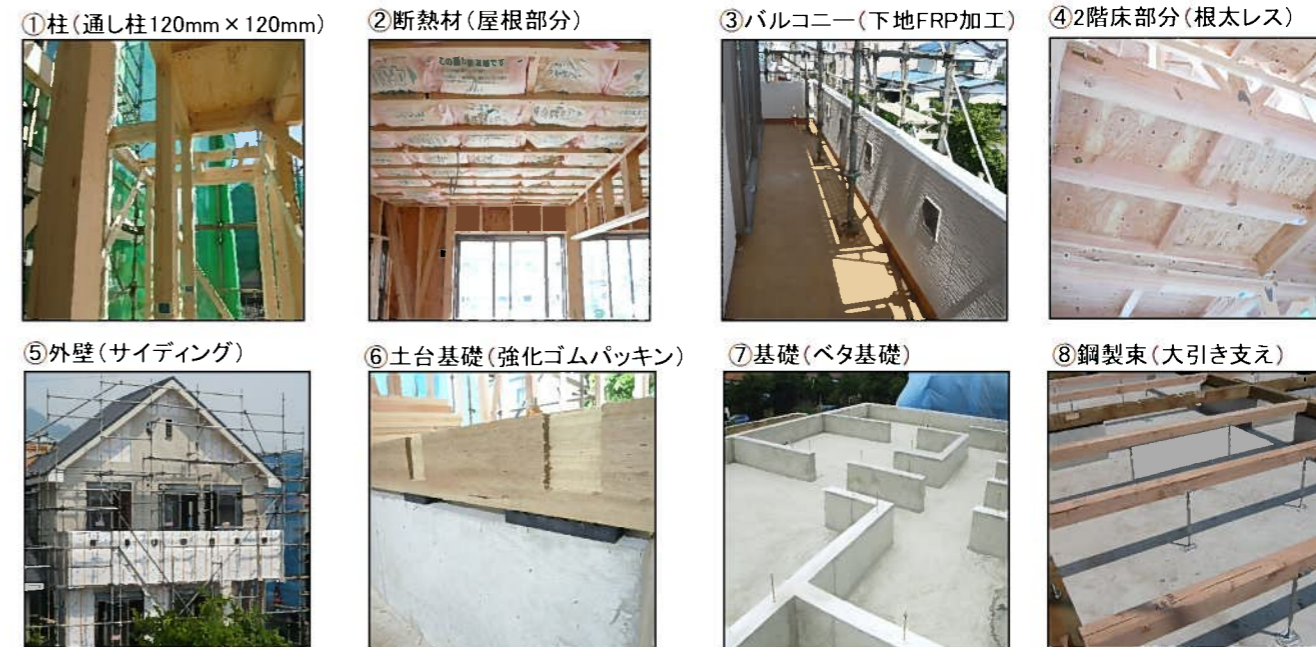 ①柱(通し柱120mm×120mm)
②断熱材(屋根部分)
③バルコニー(下地FRP加工)
④2階床部分(根太レス)
⑤外壁(サイディング)
⑥土台基礎(強化ゴムパッキン)
⑦基礎(ベタ基礎)
⑧鋼製束(大引き支え)